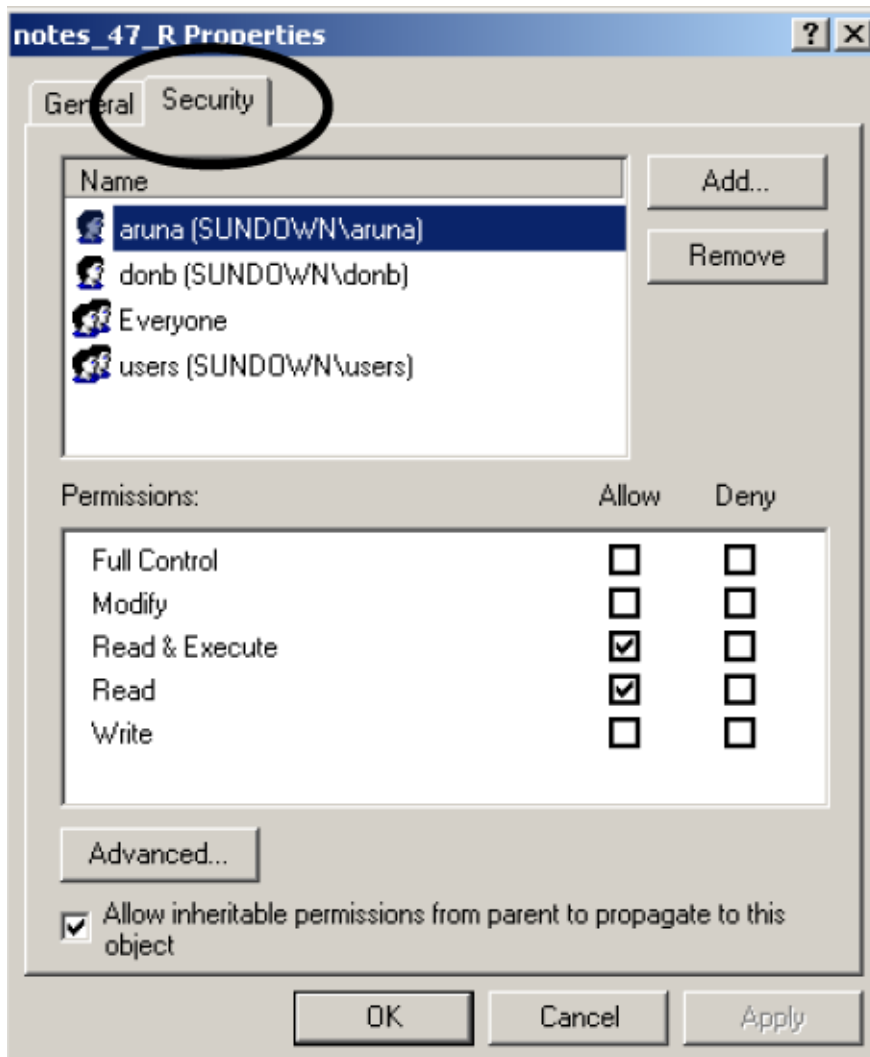 notes_47_R Properties
General Security
Name
aruna (SUNDOWN\aruna)
donb (SUNDOWN\donb)
Everyone
users (SUNDOWN\users)
Add...
Remove
Permissions: Allow Deny
Full Control
Modify
Read & Execute
Read
Write
Advanced...
Allow inheritable permissions from parent to propagate to this
object
OK Cancel Apply